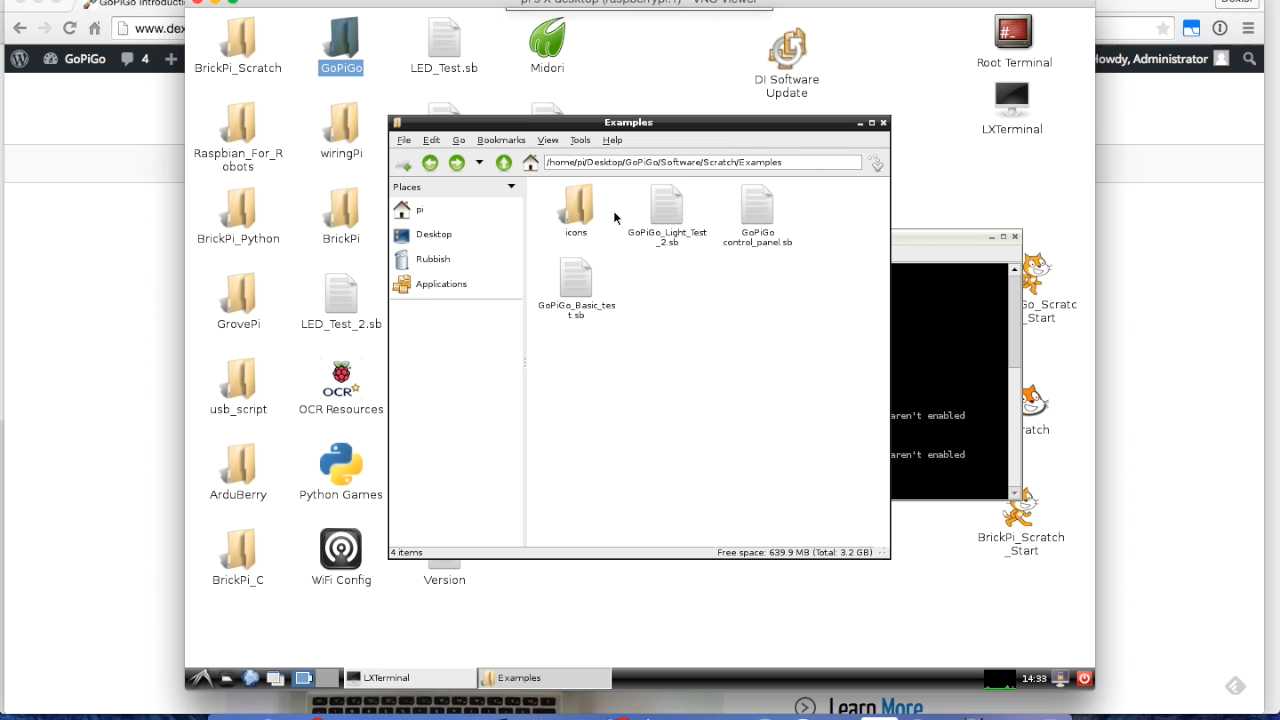 GoPiGo Introducti
pi's X desktop (raspberrypi:1) - VNC Viewer
Dexter
www.dex
GoPiGo
4
Howdy, Administrator
BrickPi_Scratch
GoPiGo
LED_Test.sb
Midori
DI Software
Update
Root Terminal
LXTerminal
Raspbian_For_R
obots
wiringPi
BrickPi_Python
BrickPi
GrovePi
LED_Test_2.sb
usb_script
OCR
OCR Resources
ArduBerry
Python Games
BrickPi_C
WiFi Config
Version
Examples
File Edit Go Bookmarks View Tools Help
/home/pi/Desktop/GoPiGo/Software/Scratch/Examples
Places
pi
Desktop
Rubbish
Applications
icons
GoPiGo_Light_Test
_2.sb
GoPiGo
control_panel.sb
GoPiGo_Basic_tes
t.sb
4 items
Free space: 639.9 MB (Total: 3.2 GB)
aren't enabled
aren't enabled
Go_Scratc
_Start
ratch
BrickPi_Scratch
_Start
LXTerminal
Examples
14:33
Learn More